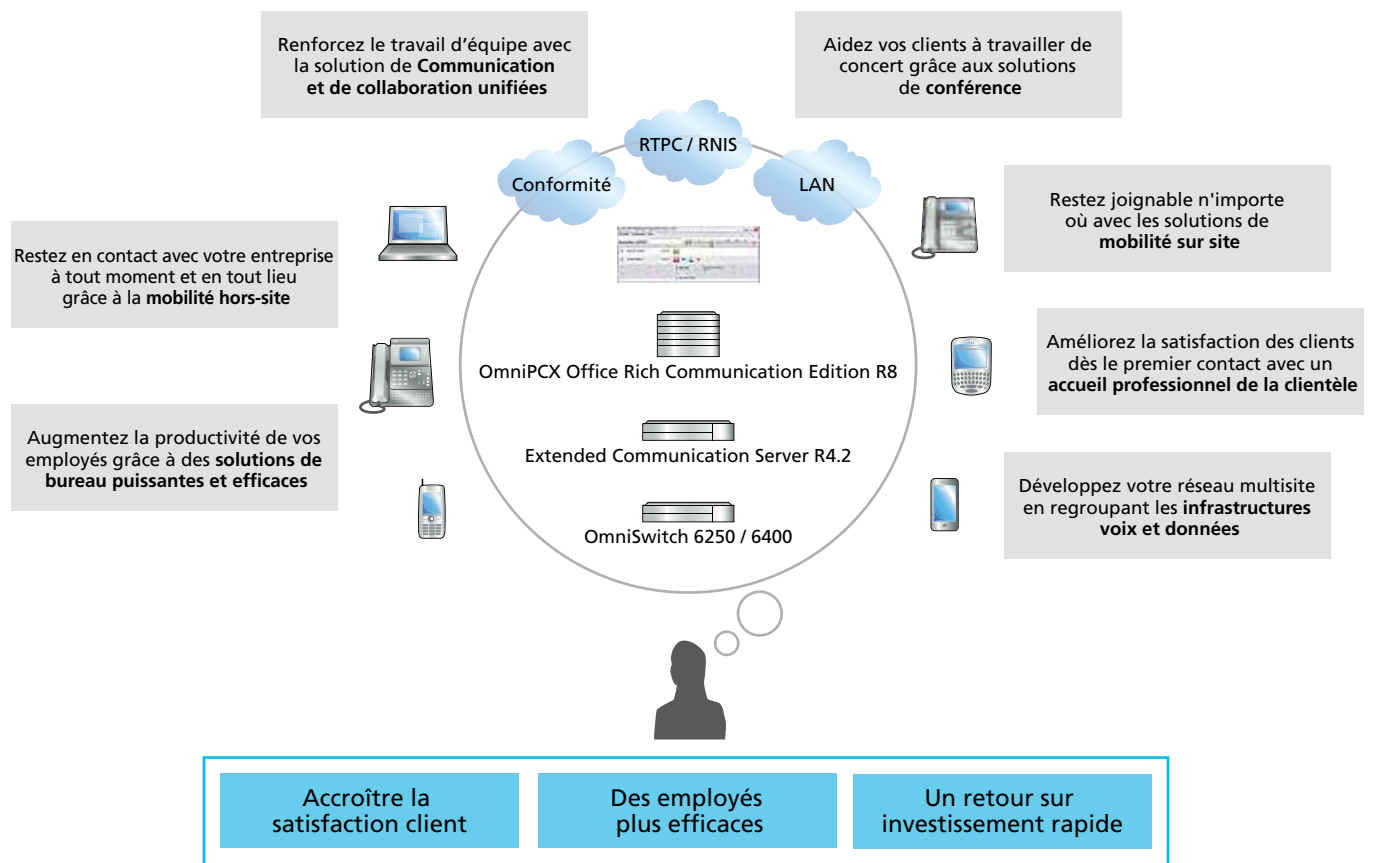 Renforcez le travail d’équipe avec
la solution de Communication
et de collaboration unifiées
Aidez vos clients à travailler de
concert grâce aux solutions
de conférence
RTPC / RNIS
Conformité
LAN
Restez en contact avec votre entreprise
à tout moment et en tout lieu
grâce à la mobilité hors-site
Restez joignable n'importe
où avec les solutions de
mobilité sur site
OmniPCX Office Rich Communication Edition R8
Améliorez la satisfaction des clients
dès le premier contact avec un
accueil professionnel de la clientèle
Augmentez la productivité de vos
employés grâce à des solutions de
bureau puissantes et efficaces
Extended Communication Server R4.2
Développez votre réseau multisite
en regroupant les infrastructures
voix et données
OmniSwitch 6250 / 6400
Accroître la
satisfaction client
Des employés
plus efficaces
Un retour sur
investissement rapide